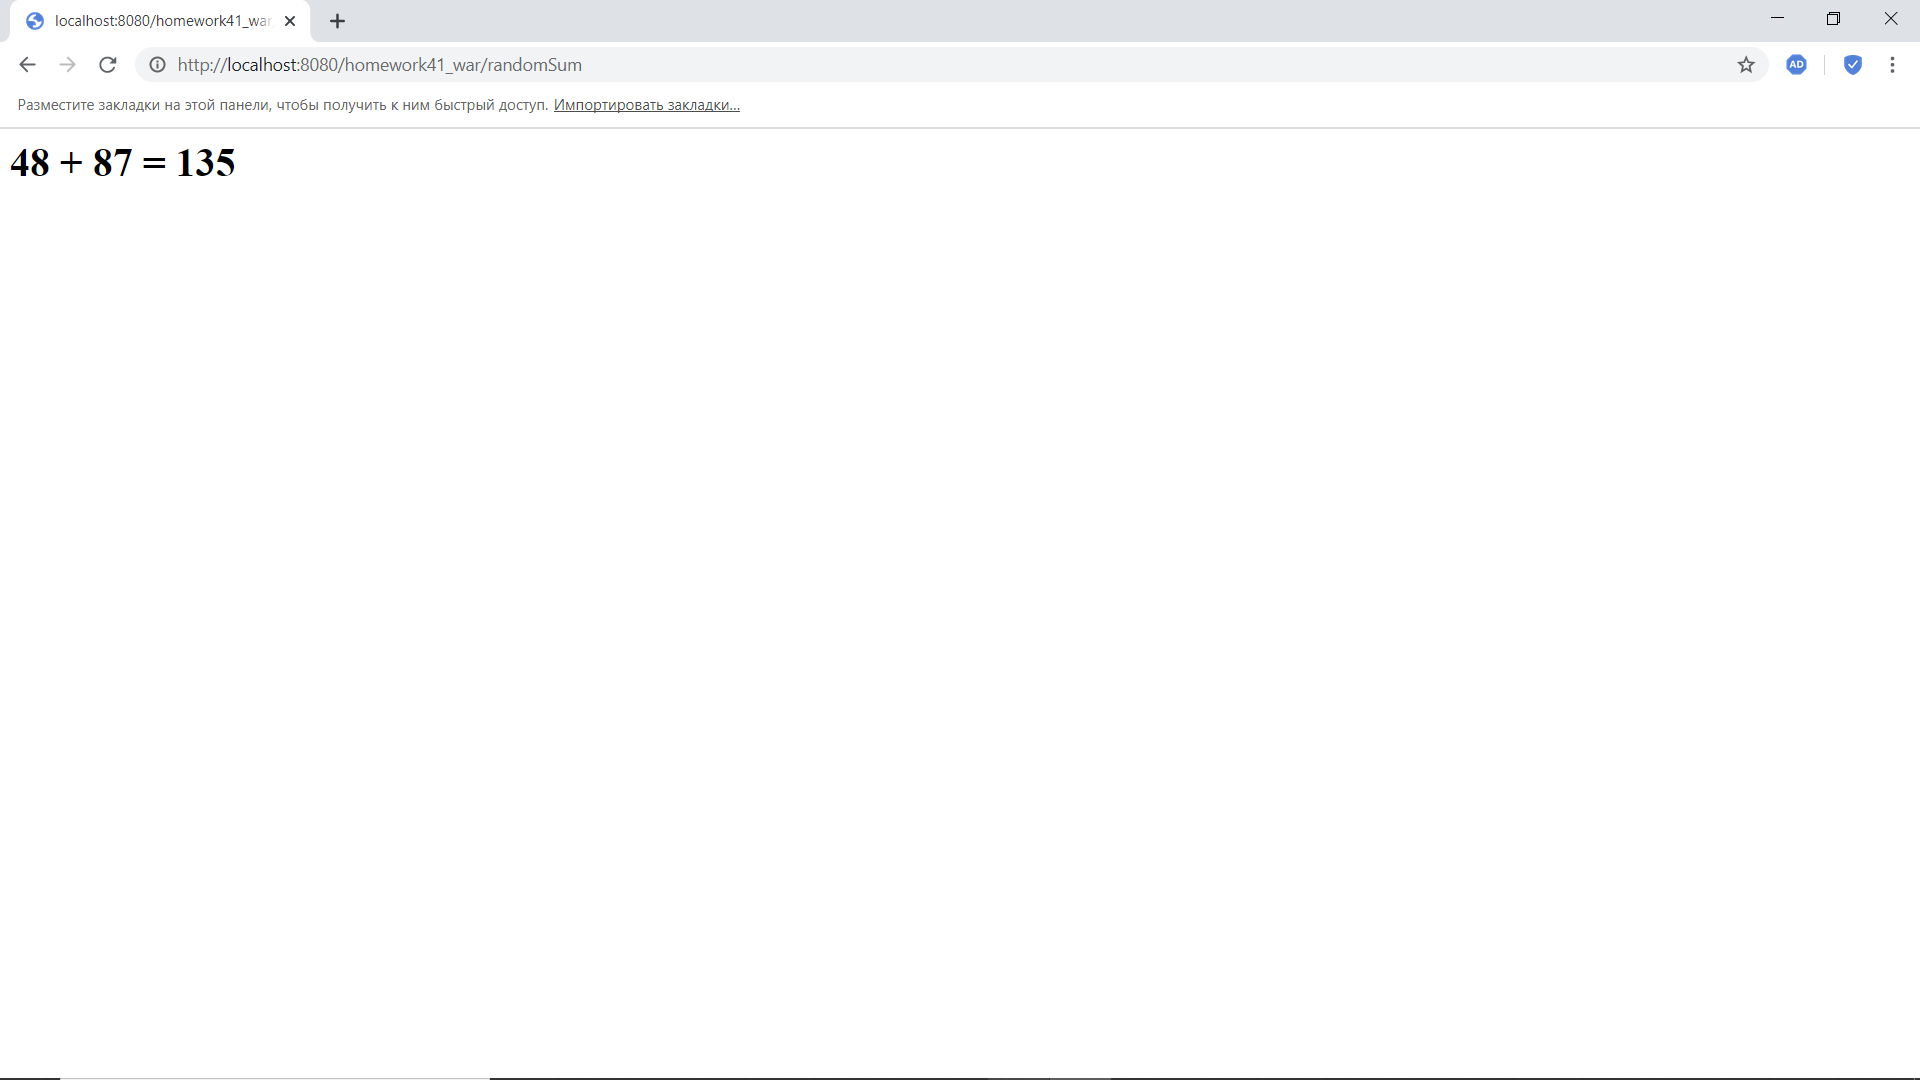 localhost:8080/homework41_war
http://localhost:8080/homework41_war/randomSum
AD
Разместите закладки на этой панели, чтобы получить к ним быстрый доступ. Импортировать закладки...
48 + 87 = 135